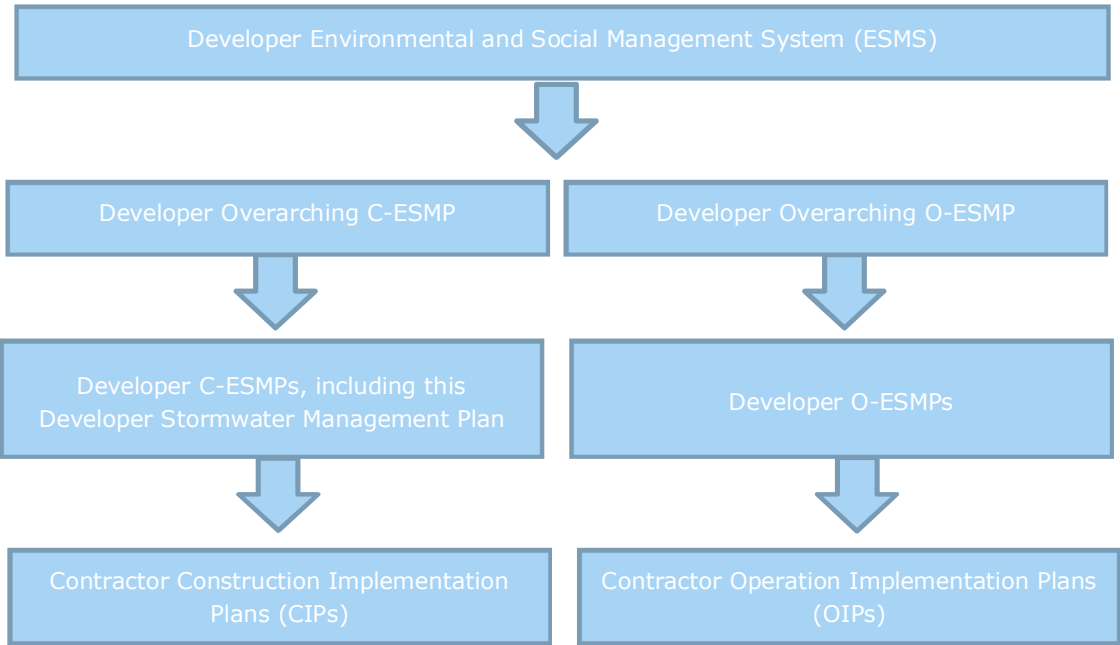 Developer Environmental and Social Management System (ESMS)
Developer Overarching C-ESMP
Developer Overarching O-ESMP
Developer C-ESMPs, including this
Developer Stormwater Management Plan
Developer O-ESMPs
Contractor Construction Implementation
Plans (CIPs)
Contractor Operation Implementation Plans
(OIPs)